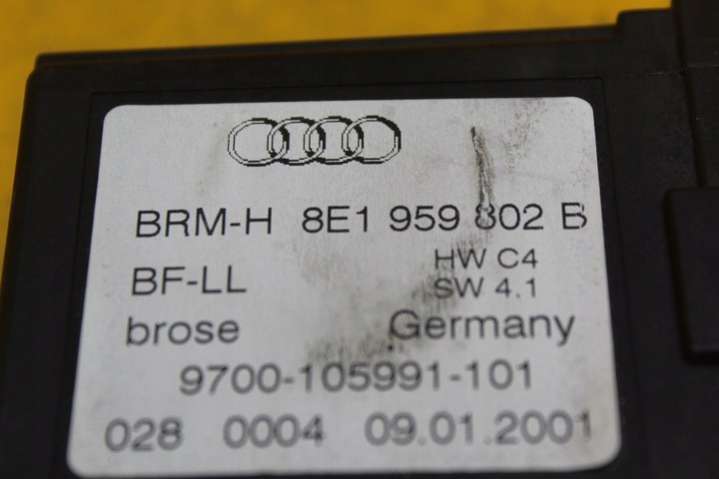 BRM-H 8E1 959 802 B
BF-LL HW C4
SW 4.1
brose Germany
9700-105991-101
028 0004 09.01.2001